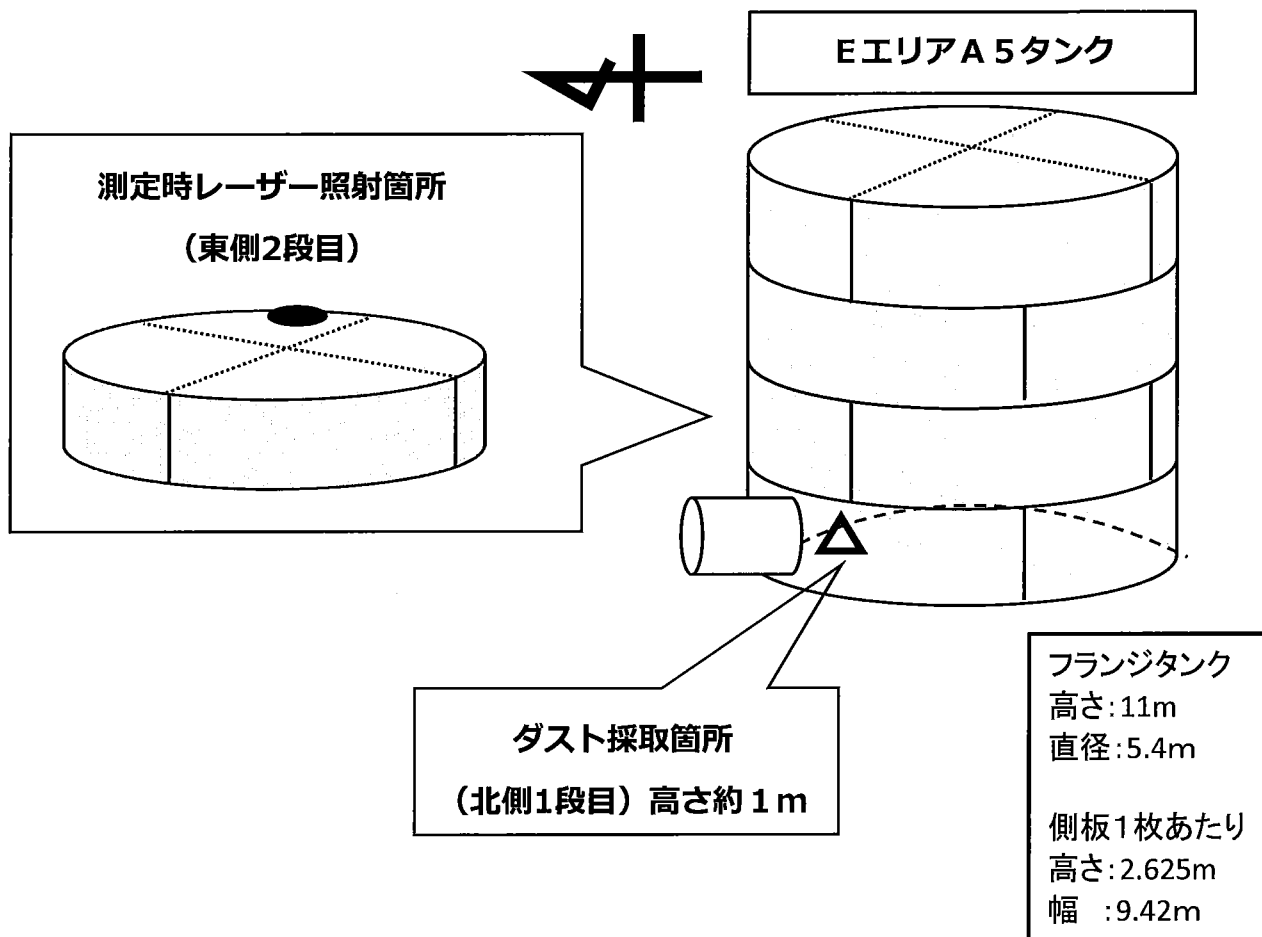 EエリアA5タンク
測定時レーザー照射箇所
（東側2段目）
ダスト採取箇所
（北側1段目）高さ約1m
フランジタンク
高さ：11m
直径：5.4m
側板1枚あたり
高さ：2.625m
幅　：9.42m